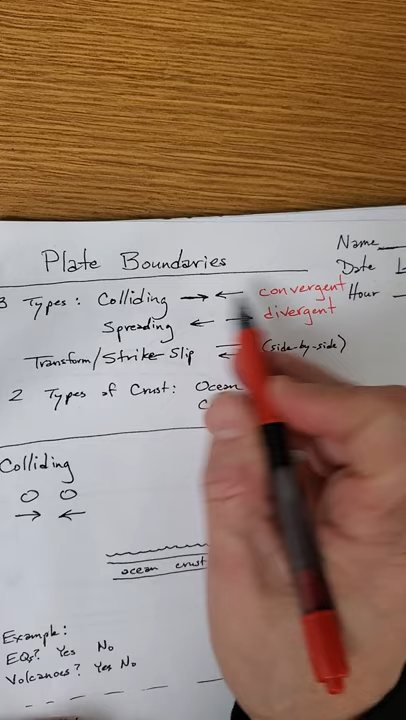 Plate Boundaries
Name
Date
Hour
3 Types: Colliding → ← convergent
Spreading ← → divergent
Transform/Strike Slip (side-by-side)
2 Types of Crust: Ocean
C
Colliding
O O
→ ←
ocean crust
Example:
EQs? Yes No
Volcanoes? Yes No